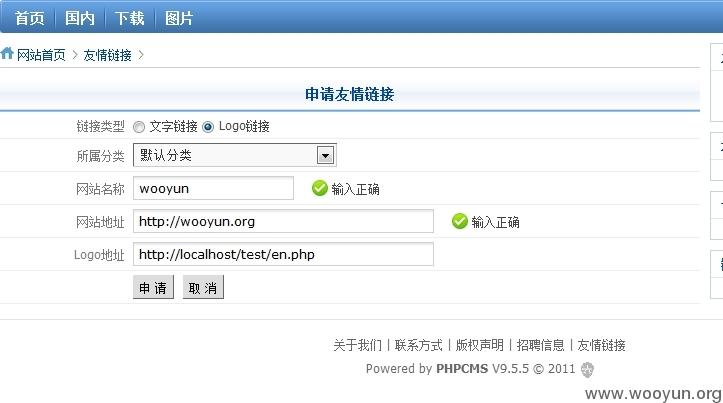 首页 国内 下载 图片
网站首页 > 友情链接 >
申请友情链接
链接类型 文字链接 Logo链接
所属分类 默认分类
网站名称 wooyun 输入正确
网站地址 http://wooyun.org 输入正确
Logo地址 http://localhost/test/en.php
申 请 取 消
关于我们 | 联系方式 | 版权声明 | 招聘信息 | 友情链接
Powered by PHPCMS V9.5.5 © 2011
www.wooyun.org